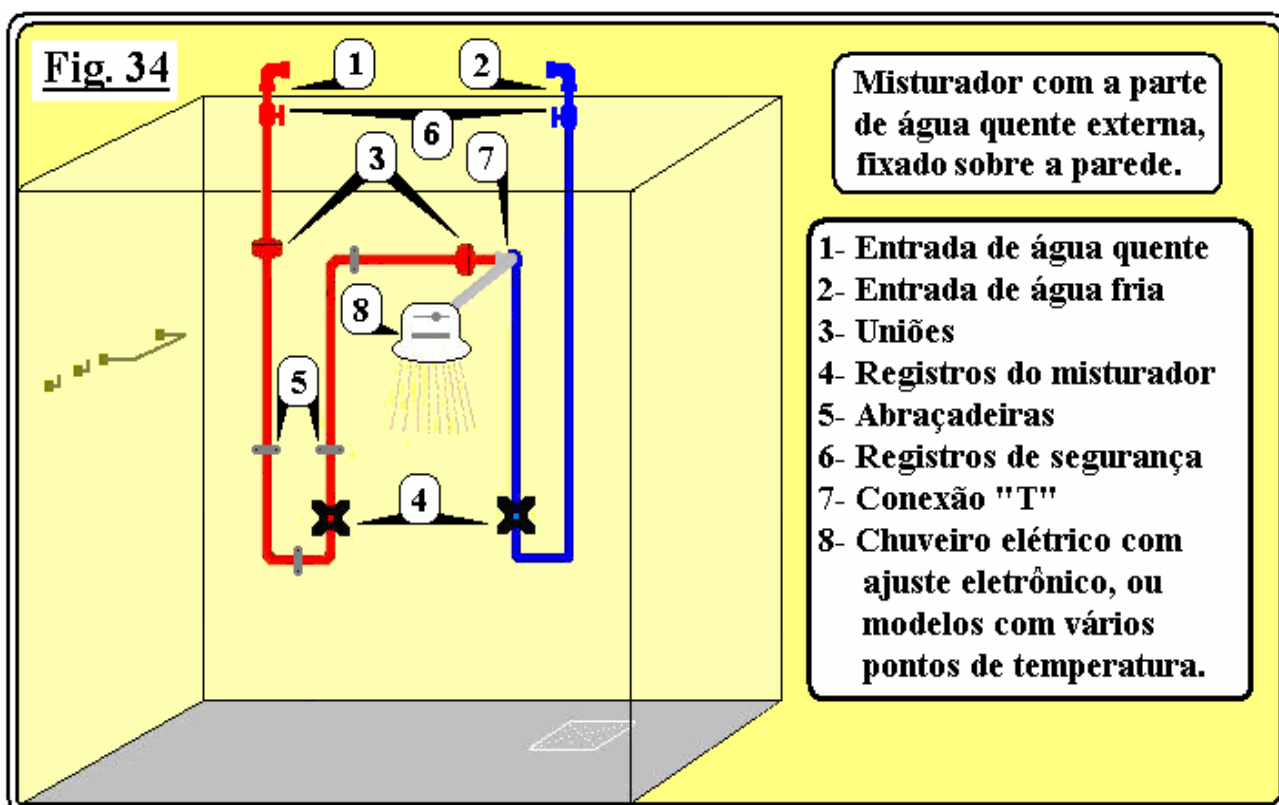 Fig. 34
1
2
6
3
7
8
5
4
Misturador com a parte
de água quente externa,
fixado sobre a parede.
1- Entrada de água quente
2- Entrada de água fria
3- Uniões
4- Registros do misturador
5- Abraçadeiras
6- Registros de segurança
7- Conexão "T"
8- Chuveiro elétrico com
ajuste eletrônico, ou
modelos com vários
pontos de temperatura.